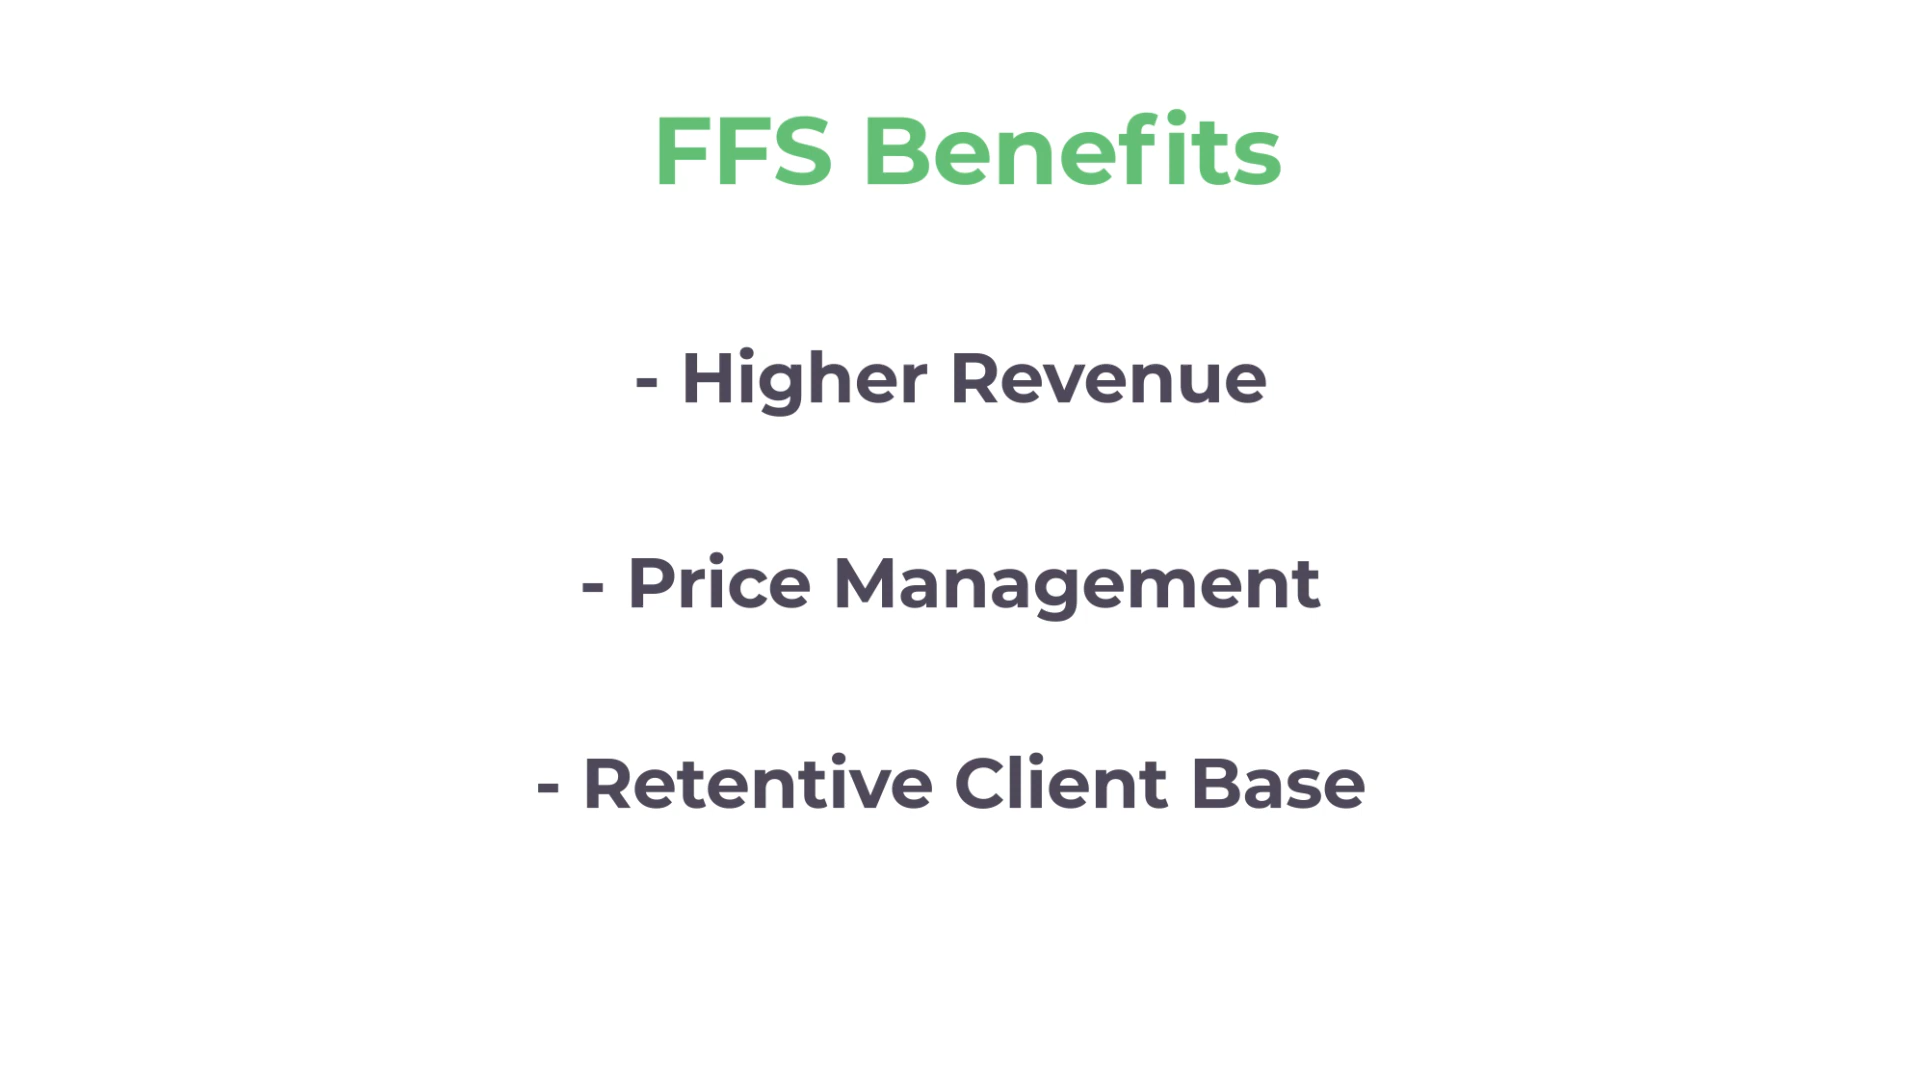 FFS Benefits
- Higher Revenue
- Price Management
- Retentive Client Base